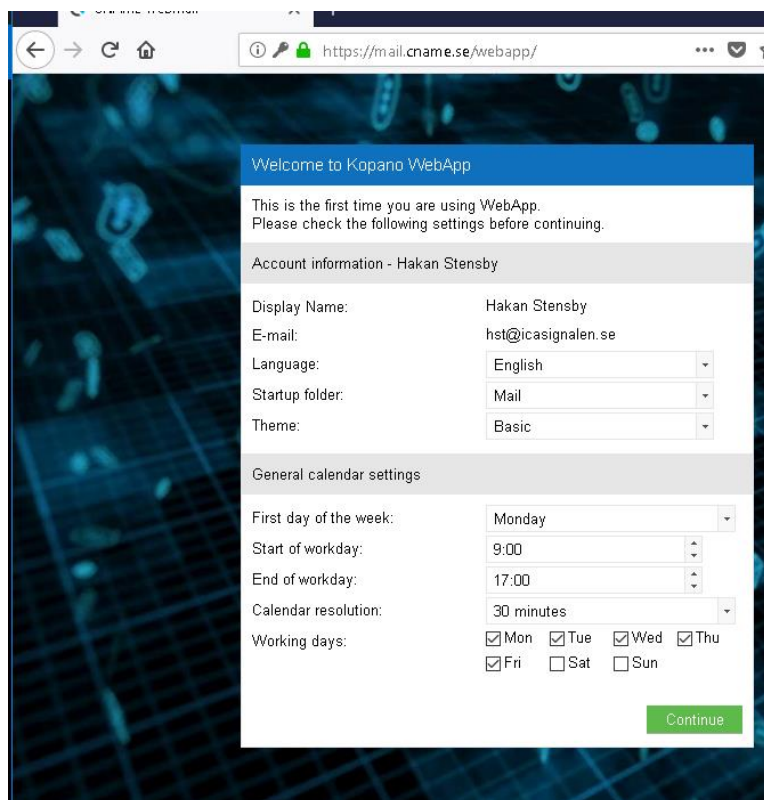 https://mail.cname.se/webapp/
Welcome to Kopano WebApp
This is the first time you are using WebApp.
Please check the following settings before continuing.
Account information - Hakan Stensby
Display Name: Hakan Stensby
E-mail: hst@icasignalen.se
Language: English
Startup folder: Mail
Theme: Basic
General calendar settings
First day of the week: Monday
Start of workday: 9:00
End of workday: 17:00
Calendar resolution: 30 minutes
Working days: Mon Tue Wed Thu
Fri Sat Sun
Continue